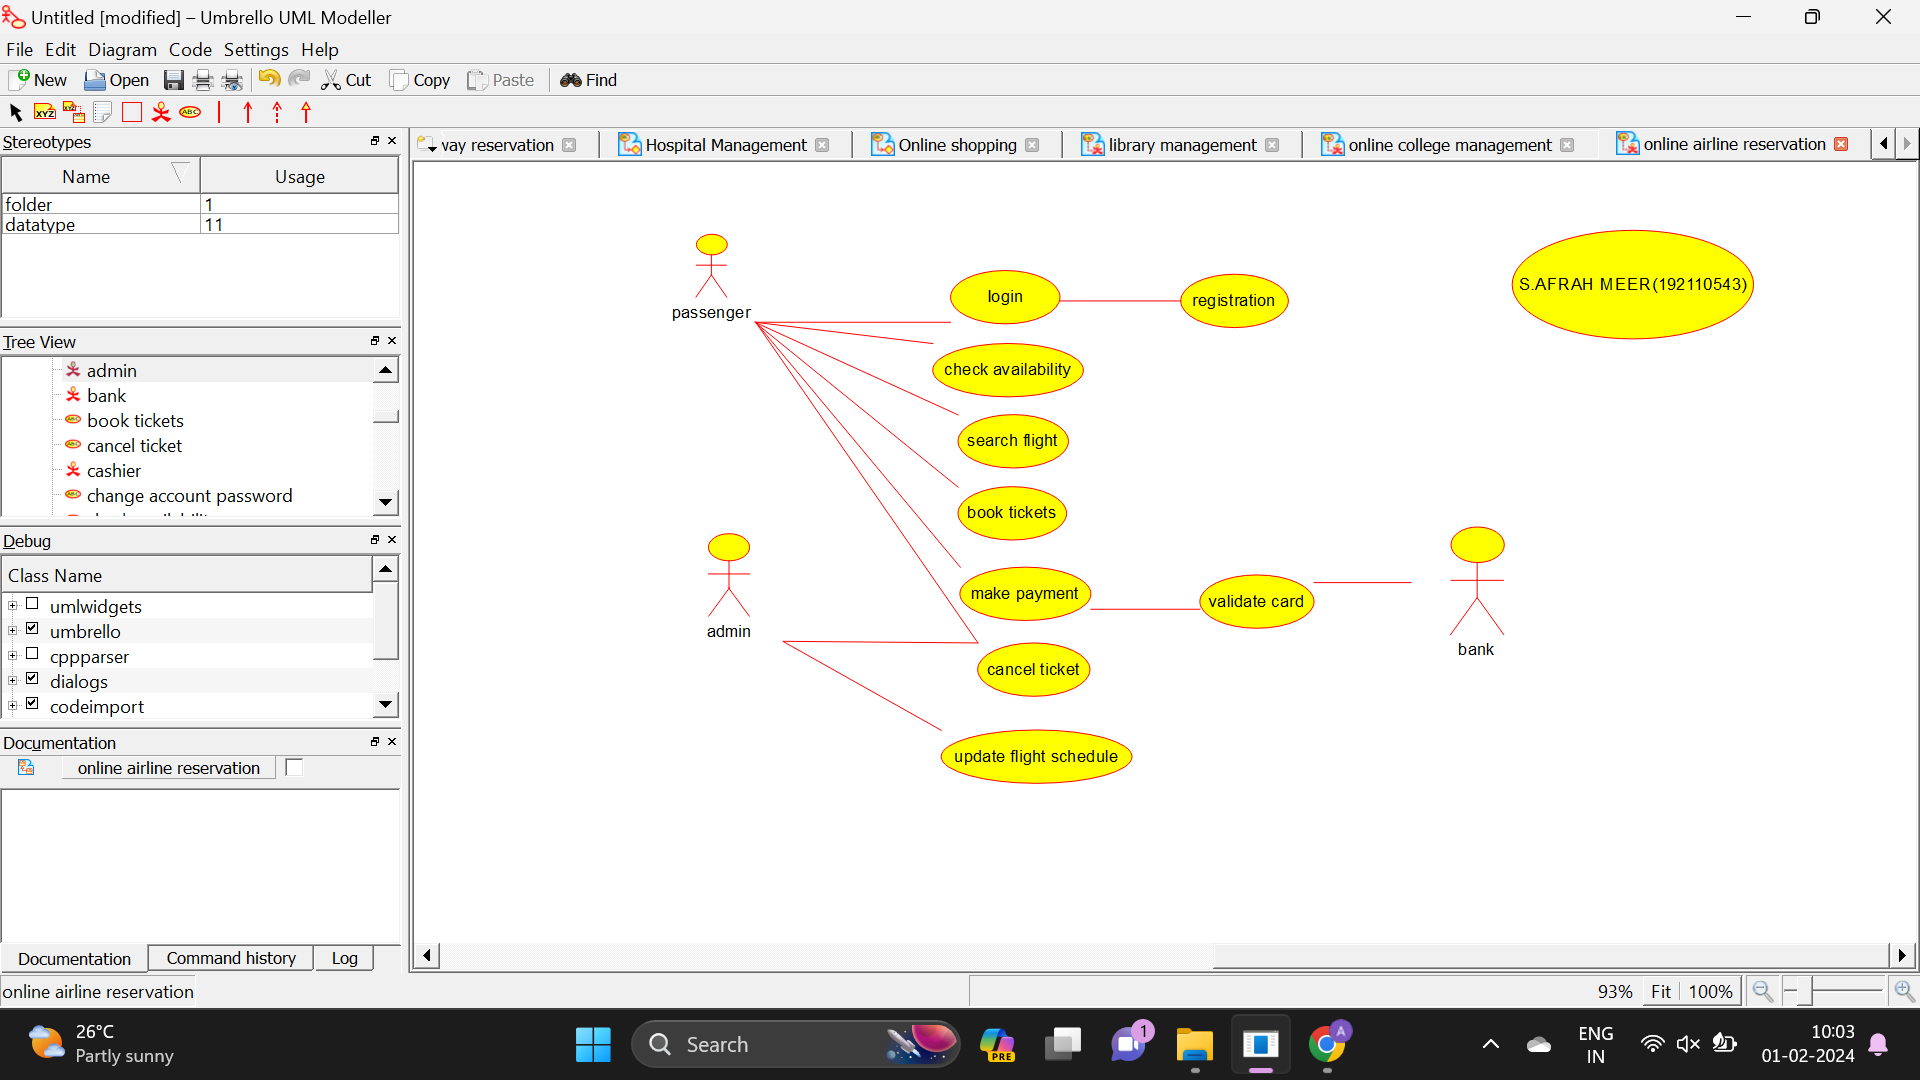 Untitled [modified] – Umbrello UML Modeller
File Edit Diagram Code Settings Help
New Open Cut Copy Paste Find
XYZ XYZ ABC
Stereotypes
Name Usage
folder 1
datatype 11
Tree View
admin
bank
book tickets
cancel ticket
cashier
change account password
Debug
Class Name
umlwidgets
umbrello
cppparser
dialogs
codeimport
Documentation
online airline reservation
Documentation Command history Log
online airline reservation
vay reservation Hospital Management Online shopping library management online college management online airline reservation
passenger
login
registration
S.AFRAH MEER(192110543)
check availability
search flight
book tickets
make payment
validate card
admin
bank
cancel ticket
update flight schedule
93% Fit 100%
26°C
Partly sunny
Search
PRE
1
A
ENG
IN
10:03
01-02-2024